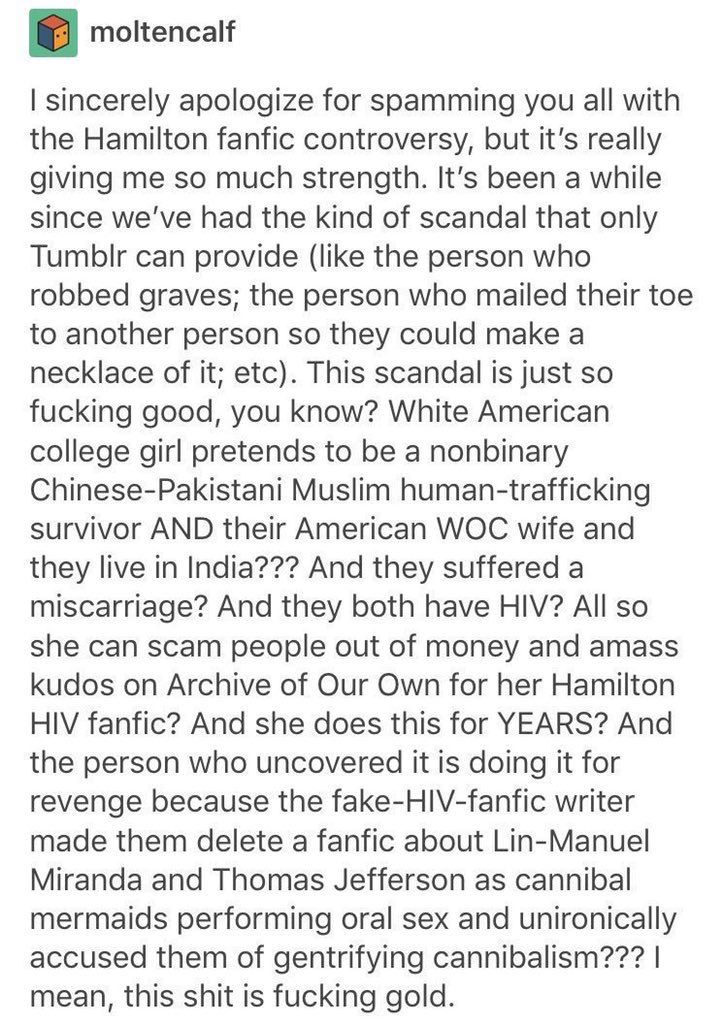 moltencalf
I sincerely apologize for spamming you all with
the Hamilton fanfic controversy, but it’s really
giving me so much strength. It’s been a while
since we’ve had the kind of scandal that only
Tumblr can provide (like the person who
robbed graves; the person who mailed their toe
to another person so they could make a
necklace of it; etc). This scandal is just so
fucking good, you know? White American
college girl pretends to be a nonbinary
Chinese-Pakistani Muslim human-trafficking
survivor AND their American WOC wife and
they live in India??? And they suffered a
miscarriage? And they both have HIV? All so
she can scam people out of money and amass
kudos on Archive of Our Own for her Hamilton
HIV fanfic? And she does this for YEARS? And
the person who uncovered it is doing it for
revenge because the fake-HIV-fanfic writer
made them delete a fanfic about Lin-Manuel
Miranda and Thomas Jefferson as cannibal
mermaids performing oral sex and unironically
accused them of gentrifying cannibalism??? I
mean, this shit is fucking gold.